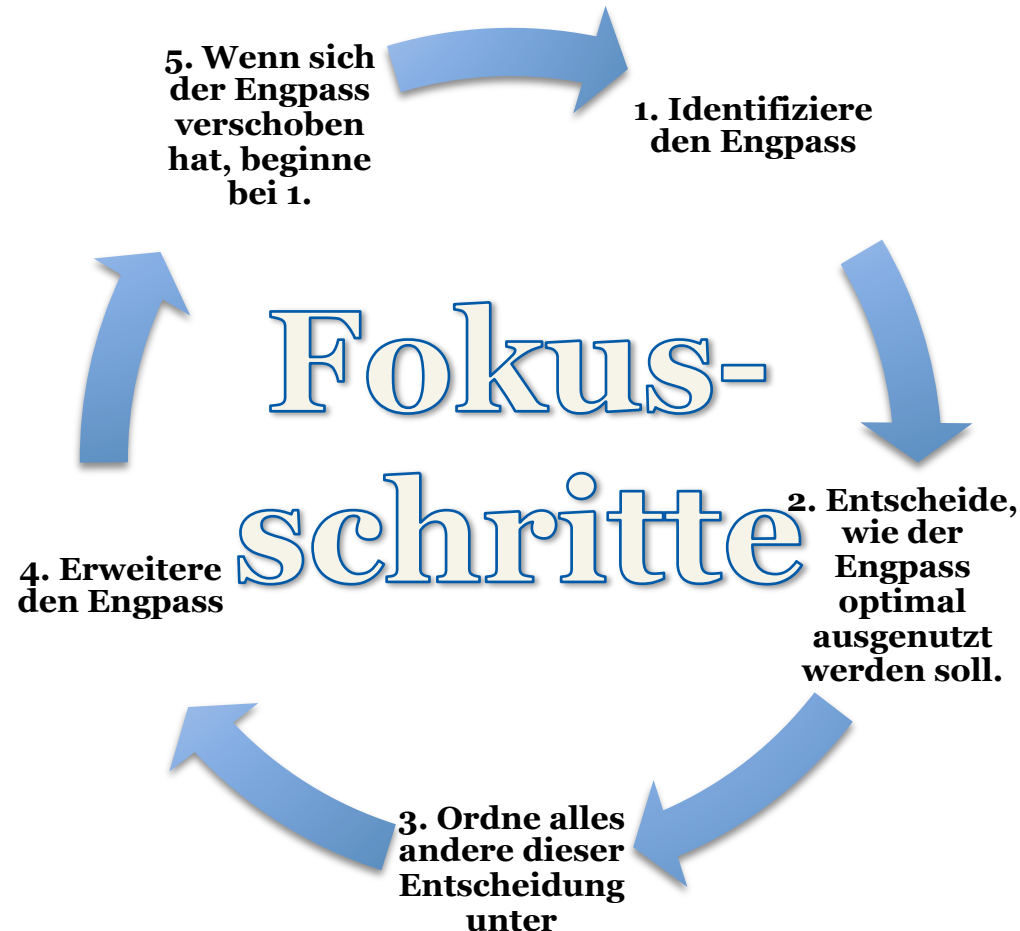 Fokus-
schritte
1. Identifiziere
den Engpass
2. Entscheide,
wie der
Engpass
optimal
ausgenutzt
werden soll.
3. Ordne alles
andere dieser
Entscheidung
unter
4. Erweitere
den Engpass
5. Wenn sich
der Engpass
verschoben
hat, beginne
bei 1.